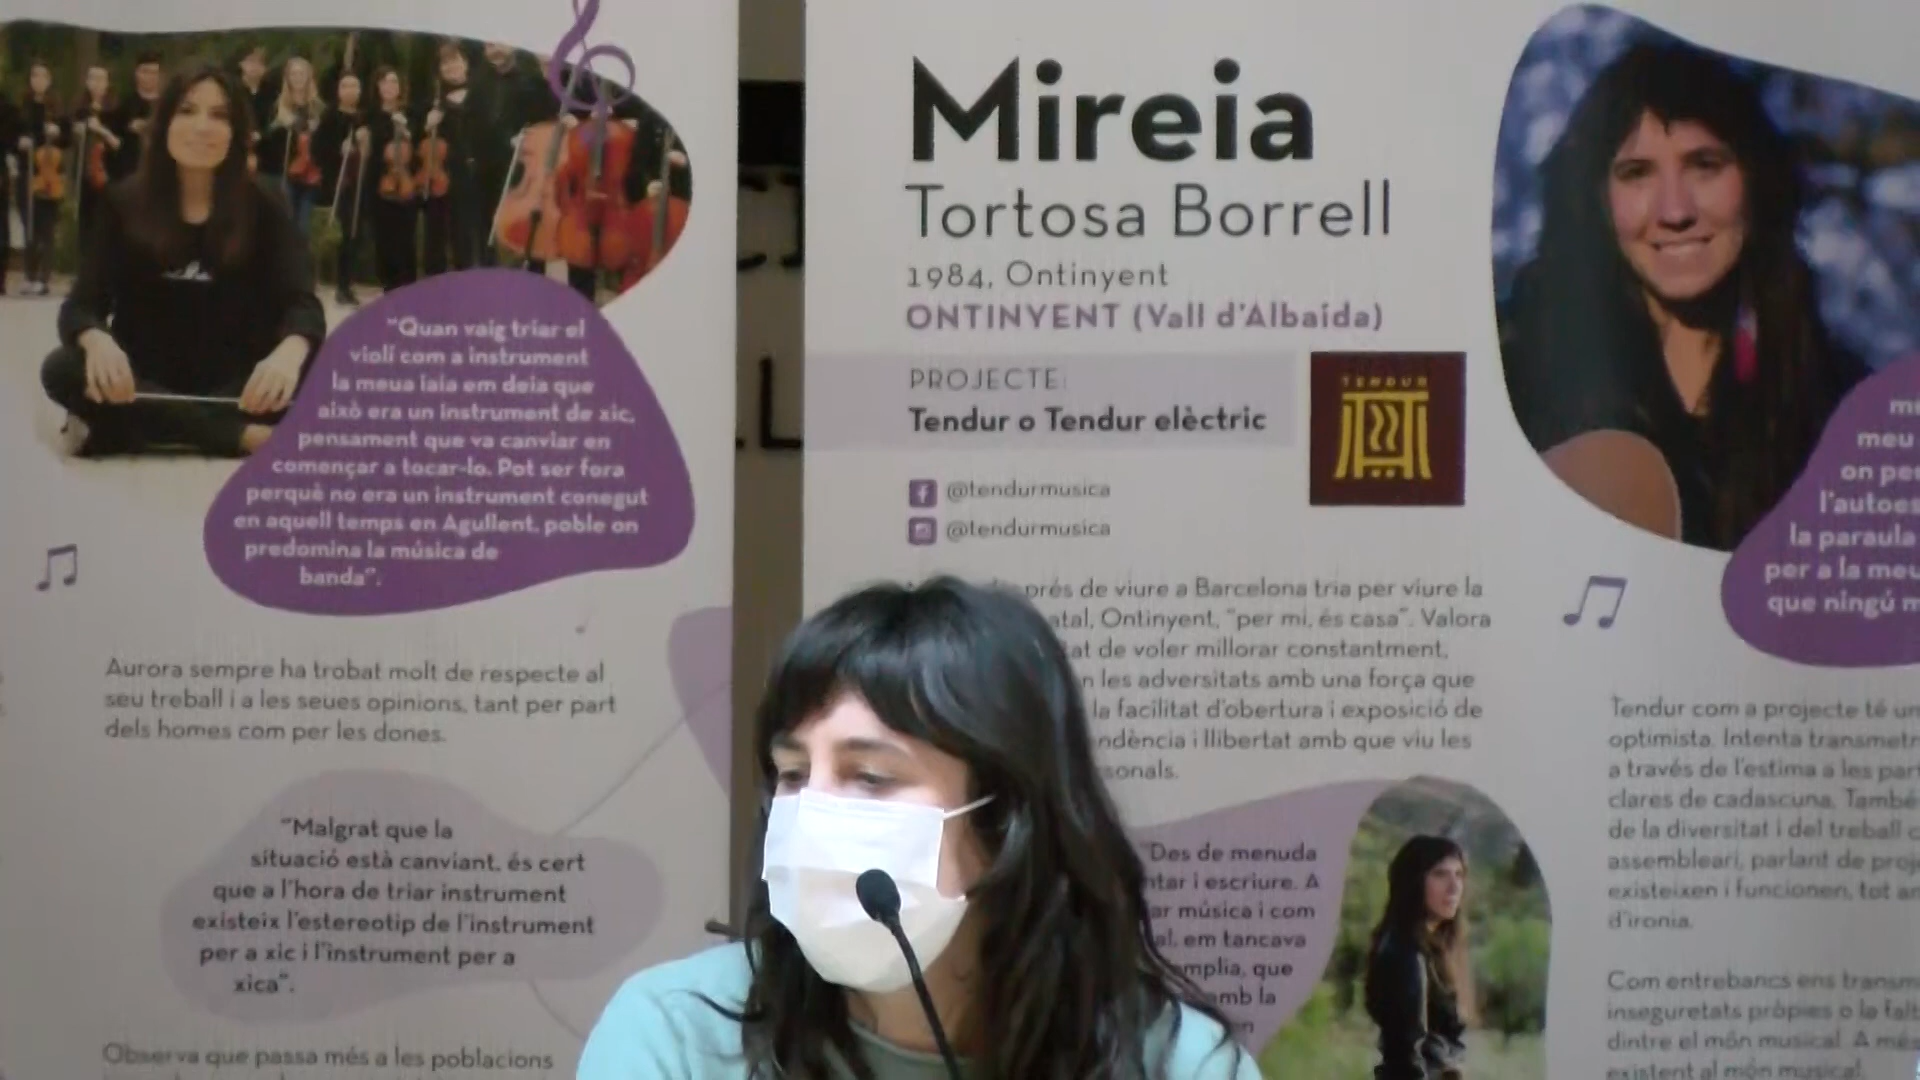 "Quan vaig triar el
violí com a instrument
la meua iaia em deia que
això era un instrument de xic,
pensament que va canviar en
començar a tocar-lo. Pot ser fora
perquè no era un instrument conegut
en aquell temps en Agullent, poble on
predomina la música de
banda".
Aurora sempre ha trobat molt de respecte al
seu treball i a les seues opinions, tant per part
dels homes com per les dones.
"Malgrat que la
situació està canviant, és cert
que a l'hora de triar instrument
existeix l'estereotip de l'instrument
per a xic i l'instrument per a
xica".
Observa que passa més a les poblacions
Mireia
Tortosa Borrell
1984, Ontinyent
ONTINYENT (Vall d'Albaida)
PROJECTE:
Tendur o Tendur elèctric
TENDUR
@tendurmusica
@tendurmusica
de viure a Barcelona tria per viure la
Ontinyent, "per mi, és casa". Valora
de voler millorar constantment,
les adversitats amb una força que
la facilitat d'obertura i exposició de
i llibertat amb que viu les
"Des de menuda
i escriure. A
música i com
em tancava
que
amb la
meu
on
la paraula
per a la
que ningú
Tendur com a projecte té
optimista. Intenta
a través de l'estima a les
clares de cadascuna. També
de la diversitat i del treball
assembleari, parlant de
existeixen i funcionen, tot
d'ironia.
Com entrebancs ens
inseguretats pròpies o la
dintre el món musical. A
existent al món musical.